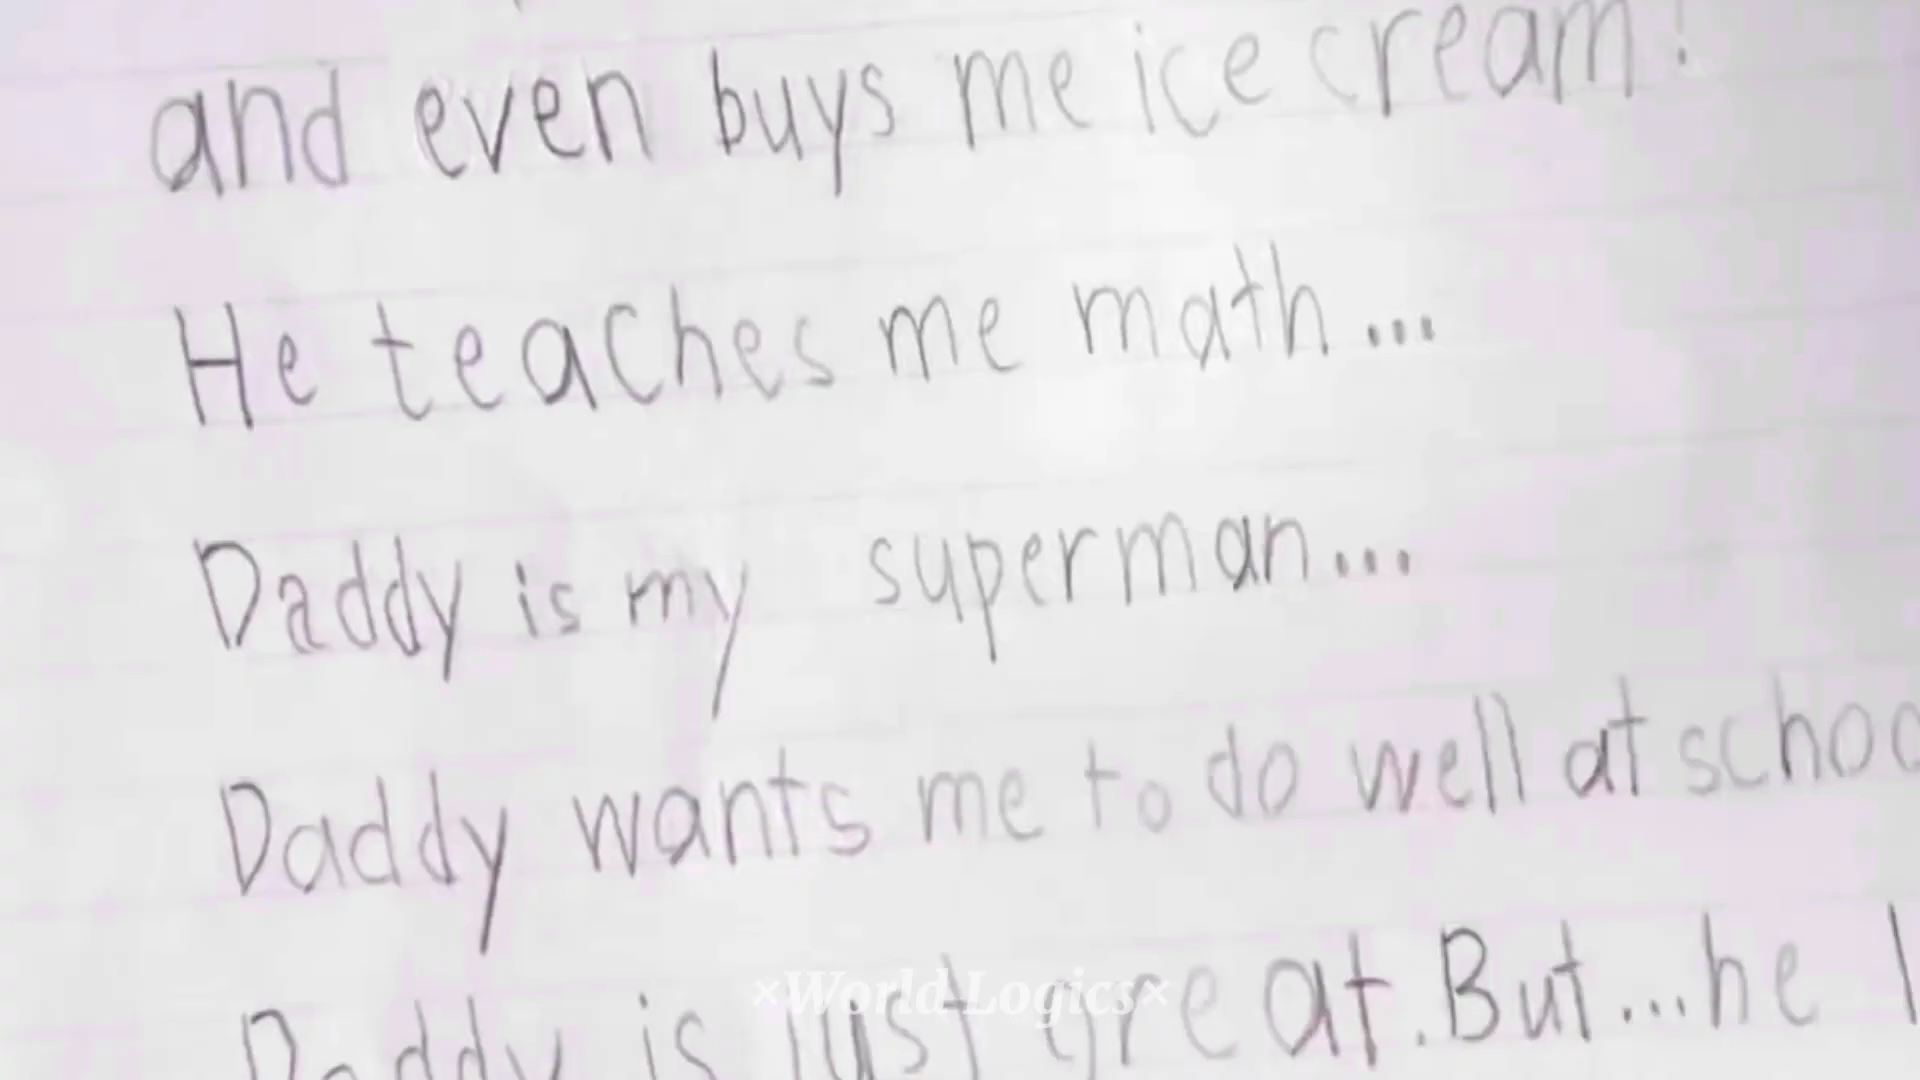 and even buys me ice cream!
He teaches me math...
Daddy is my superman...
Daddy wants me to do well at schoo
Daddy is just great. But... he
×World Logics×